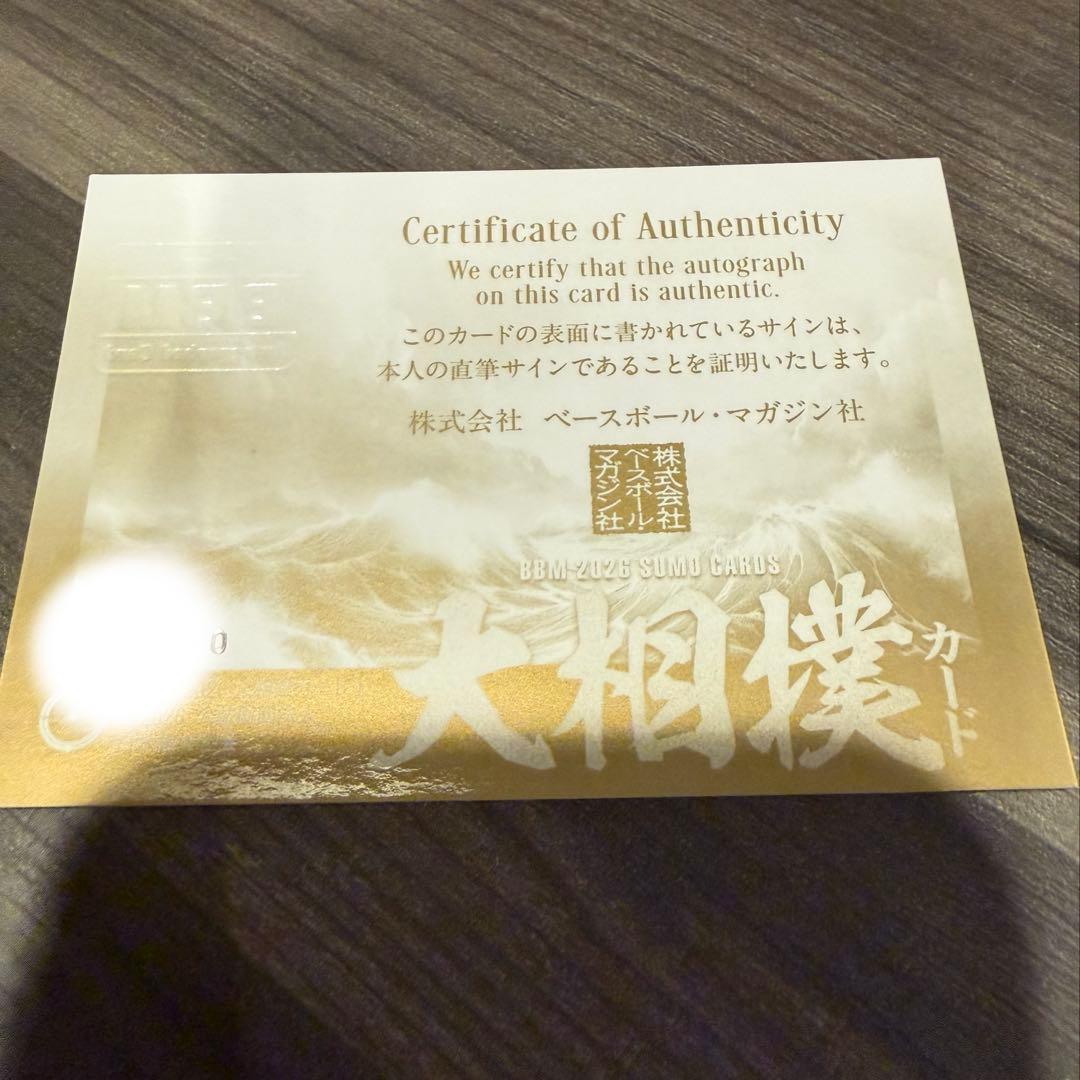 Certificate of Authenticity
We certify that the autograph
on this card is authentic.
このカードの表面に書かれているサインは、
本人の直筆サインであることを証明いたします。
株式会社 ベースボール・マガジン社
株式会社
ベースボール・
マガジン社
BBM 2026 SUMO CARDS
大相撲カード